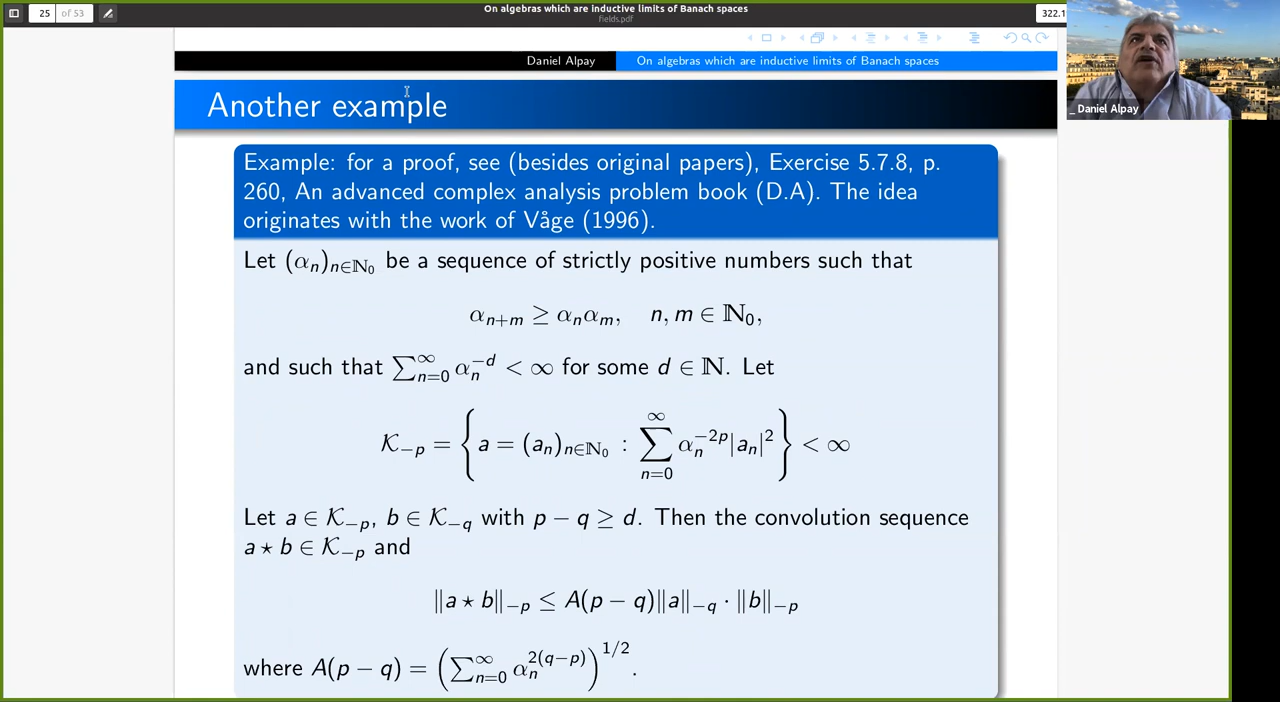 25 of 53
On algebras which are inductive limits of Banach spaces
fields.pdf
322.1
Daniel Alpay On algebras which are inductive limits of Banach spaces
_ Daniel Alpay
Another example
Example: for a proof, see (besides original papers), Exercise 5.7.8, p.
260, An advanced complex analysis problem book (D.A). The idea
originates with the work of Våge (1996).
Let (αₙ)ₙ∈ℕ₀ be a sequence of strictly positive numbers such that
αₙ₊ₘ ≥ αₙαₘ, n, m ∈ ℕ₀,
and such that ∑_{n=0}^{∞} αₙ^{−d} < ∞ for some d ∈ ℕ. Let
𝒦₋ₚ = { a = (aₙ)ₙ∈ℕ₀ : ∑_{n=0}^{∞} αₙ^{−2p}|aₙ|² } < ∞
Let a ∈ 𝒦_{−p}, b ∈ 𝒦_{−q} with p − q ≥ d. Then the convolution sequence
a ⋆ b ∈ 𝒦_{−p} and
‖a ⋆ b‖_{−p} ≤ A(p − q)‖a‖_{−q} · ‖b‖_{−p}
where A(p − q) = (∑_{n=0}^{∞} αₙ^{2(q−p)})^{1/2}.